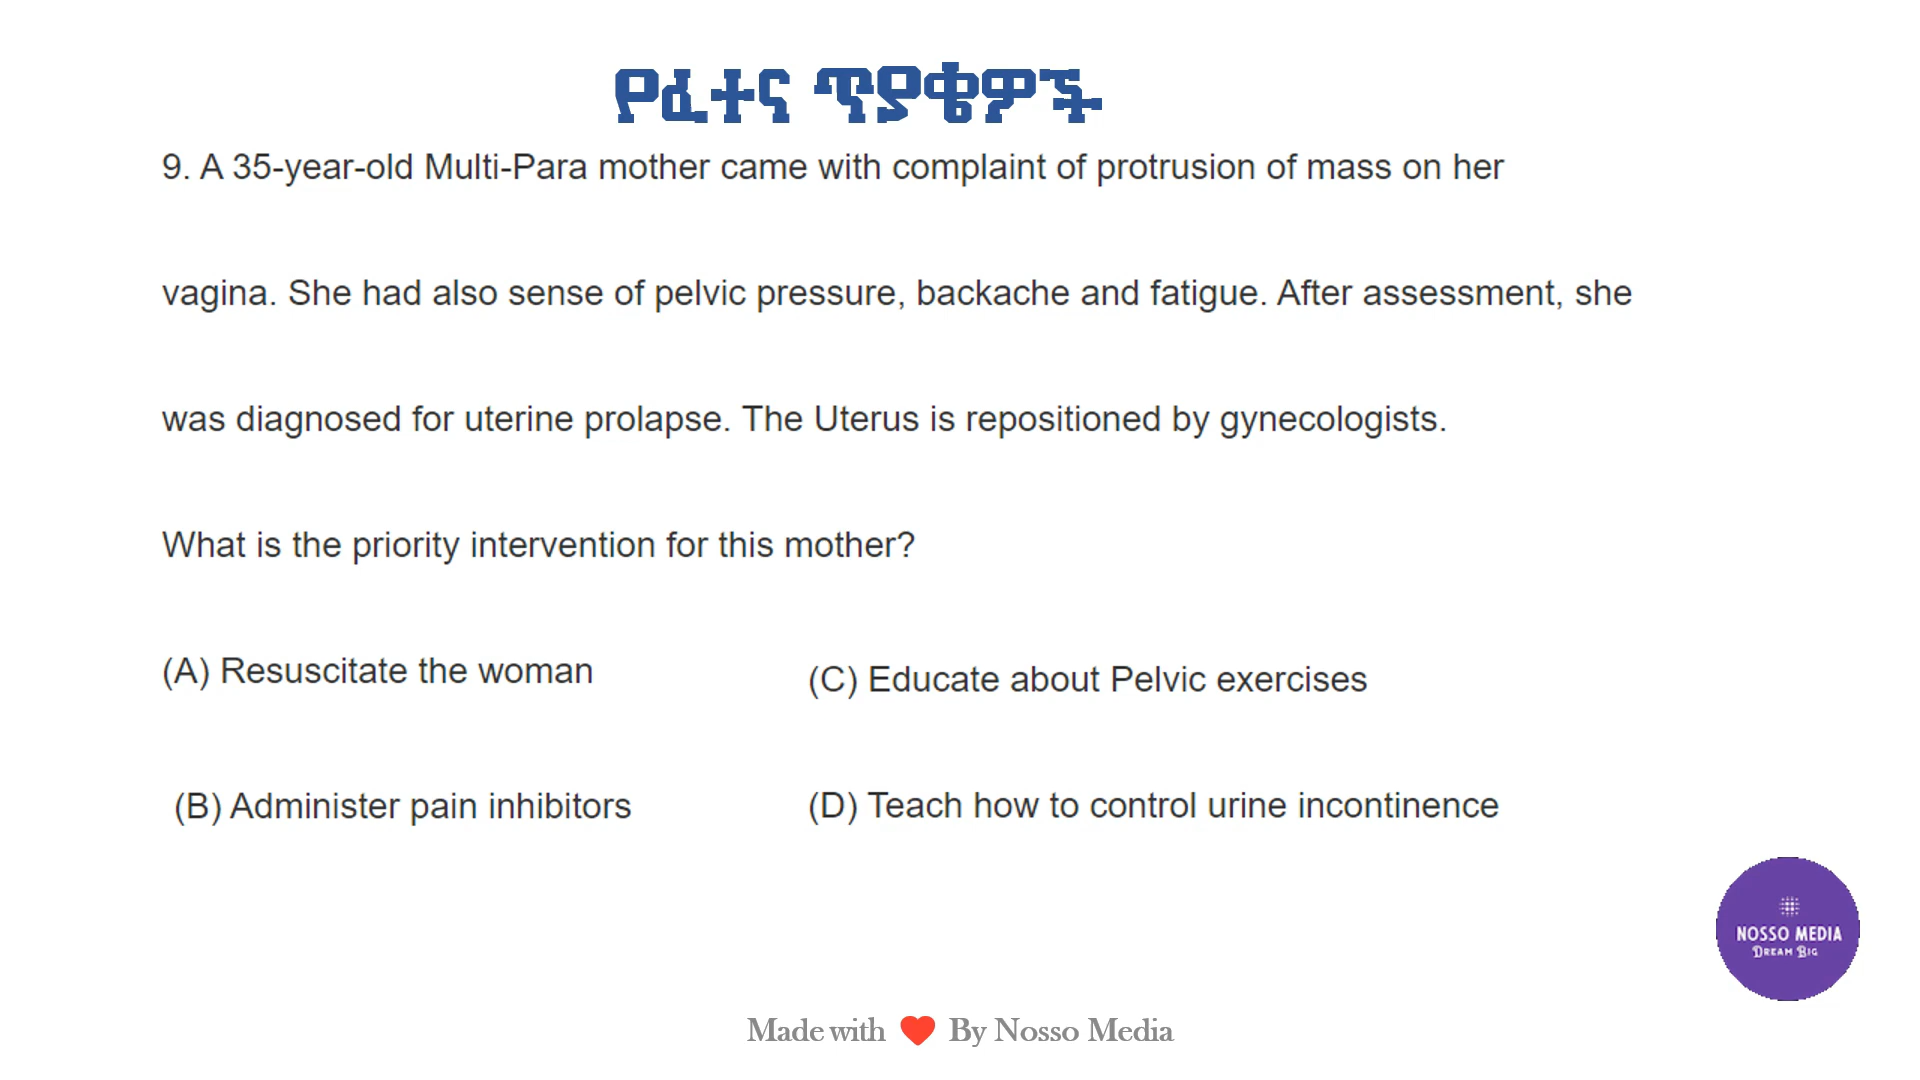 የፈተና ጥያቄዎች
9. A 35-year-old Multi-Para mother came with complaint of protrusion of mass on her
vagina. She had also sense of pelvic pressure, backache and fatigue. After assessment, she
was diagnosed for uterine prolapse. The Uterus is repositioned by gynecologists.
What is the priority intervention for this mother?
(A) Resuscitate the woman
(B) Administer pain inhibitors
(C) Educate about Pelvic exercises
(D) Teach how to control urine incontinence
NOSSO MEDIA
DREAM BIG
Made with ❤ By Nosso Media